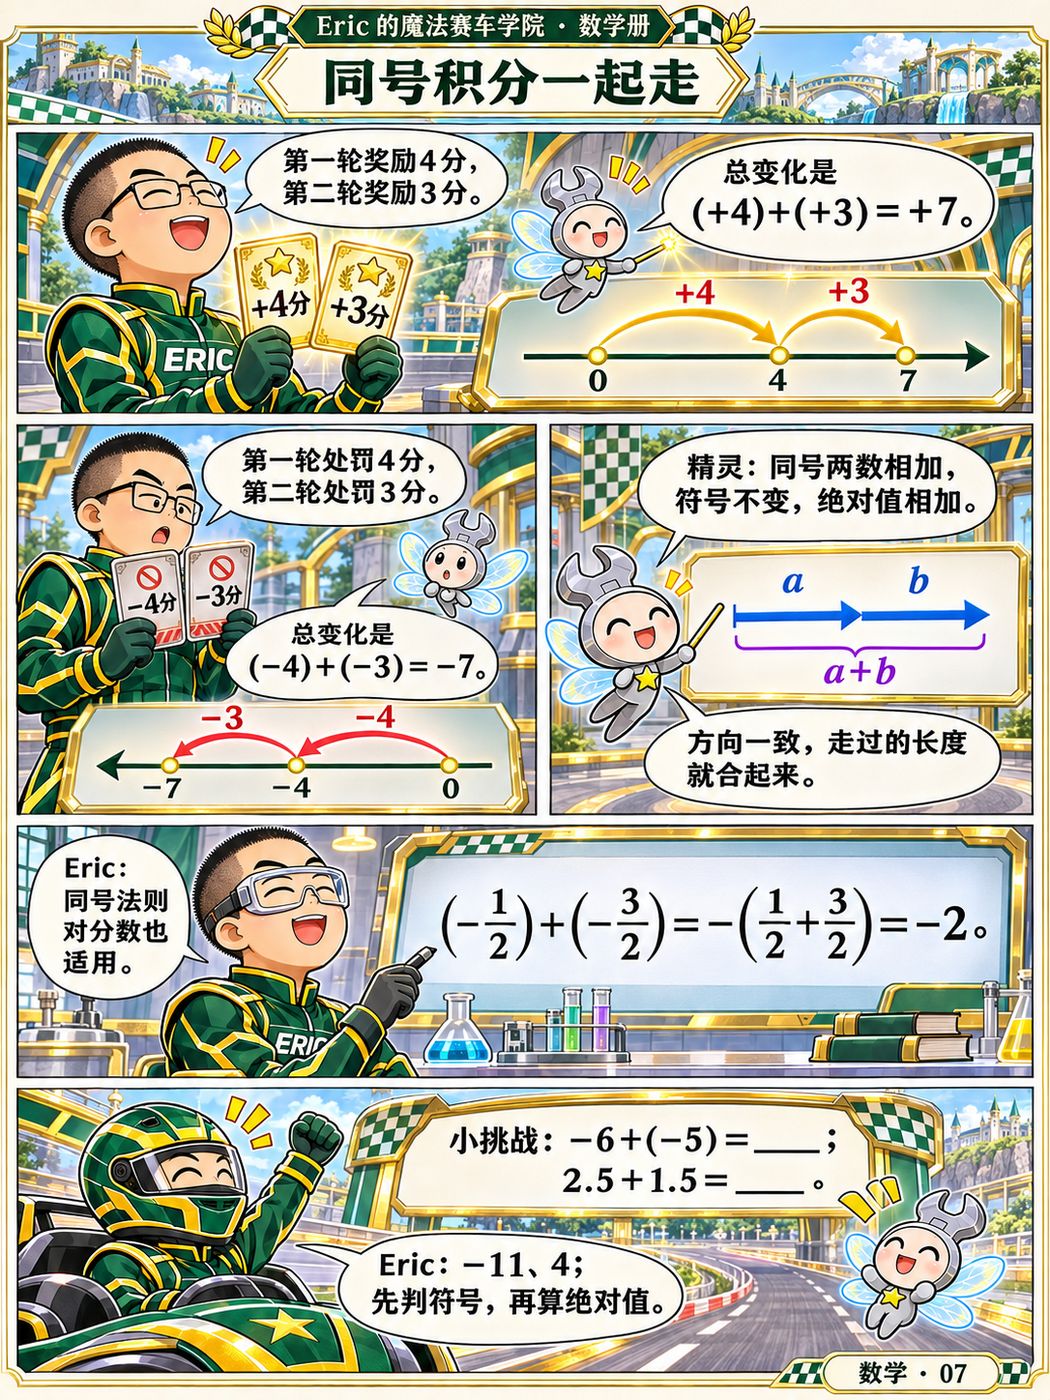 Eric 的魔法赛车学院 · 数学册
同号积分一起走
第一轮奖励4分，
第二轮奖励3分。
+4分
+3分
ERIC
总变化是
(+4)+(+3)=+7。
+4
+3
0
4
7
第一轮处罚4分，
第二轮处罚3分。
-4分
-3分
总变化是
(-4)+(-3)=-7。
-3
-4
-7
-4
0
精灵：同号两数相加，
符号不变，绝对值相加。
a
b
a+b
方向一致，走过的长度
就合起来。
Eric：
同号法则
对分数也
适用。
ERIC
(-1/2)+(-3/2)=-(1/2+3/2)=-2。
小挑战：-6+(-5)=____；
2.5+1.5=____。
Eric：-11、4；
先判符号，再算绝对值。
数学 · 07